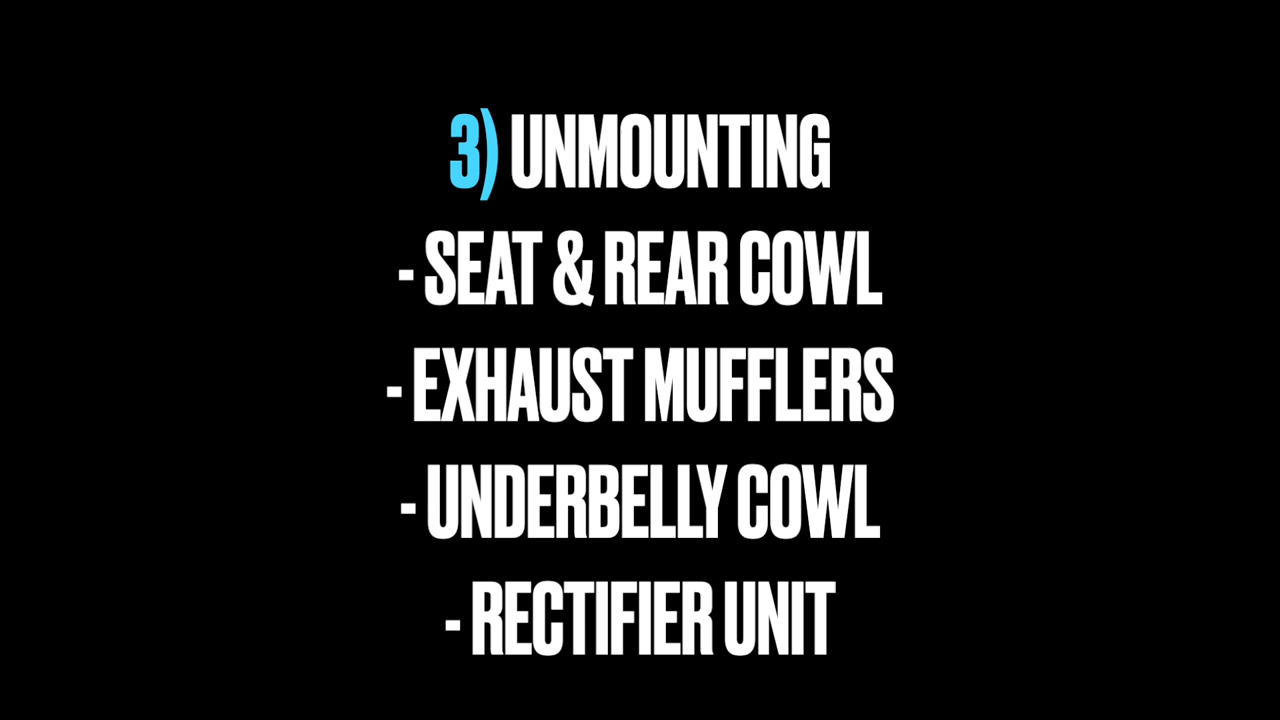 3) UNMOUNTING
- SEAT & REAR COWL
- EXHAUST MUFFLERS
- UNDERBELLY COWL
- RECTIFIER UNIT